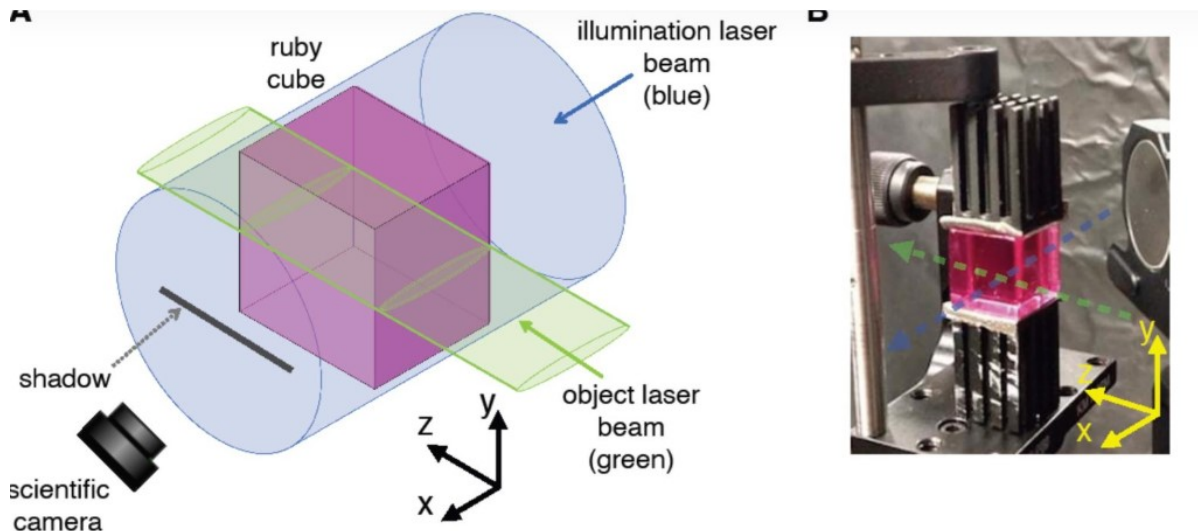 A
B
ruby
cube
illumination laser
beam
(blue)
shadow
scientific
camera
object laser
beam
(green)
y
z
x
y
z
x